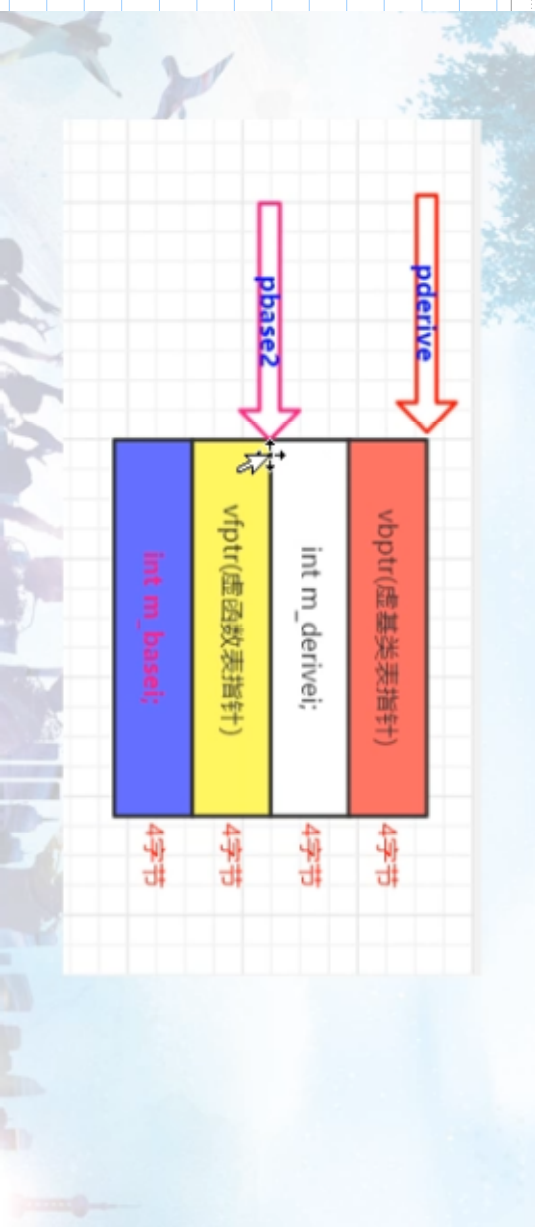 pderive
vbptr(虚基类表指针)
4字节
int m_derivei;
4字节
pbase2
vfptr(虚函数表指针)
4字节
int m_basei;
4字节